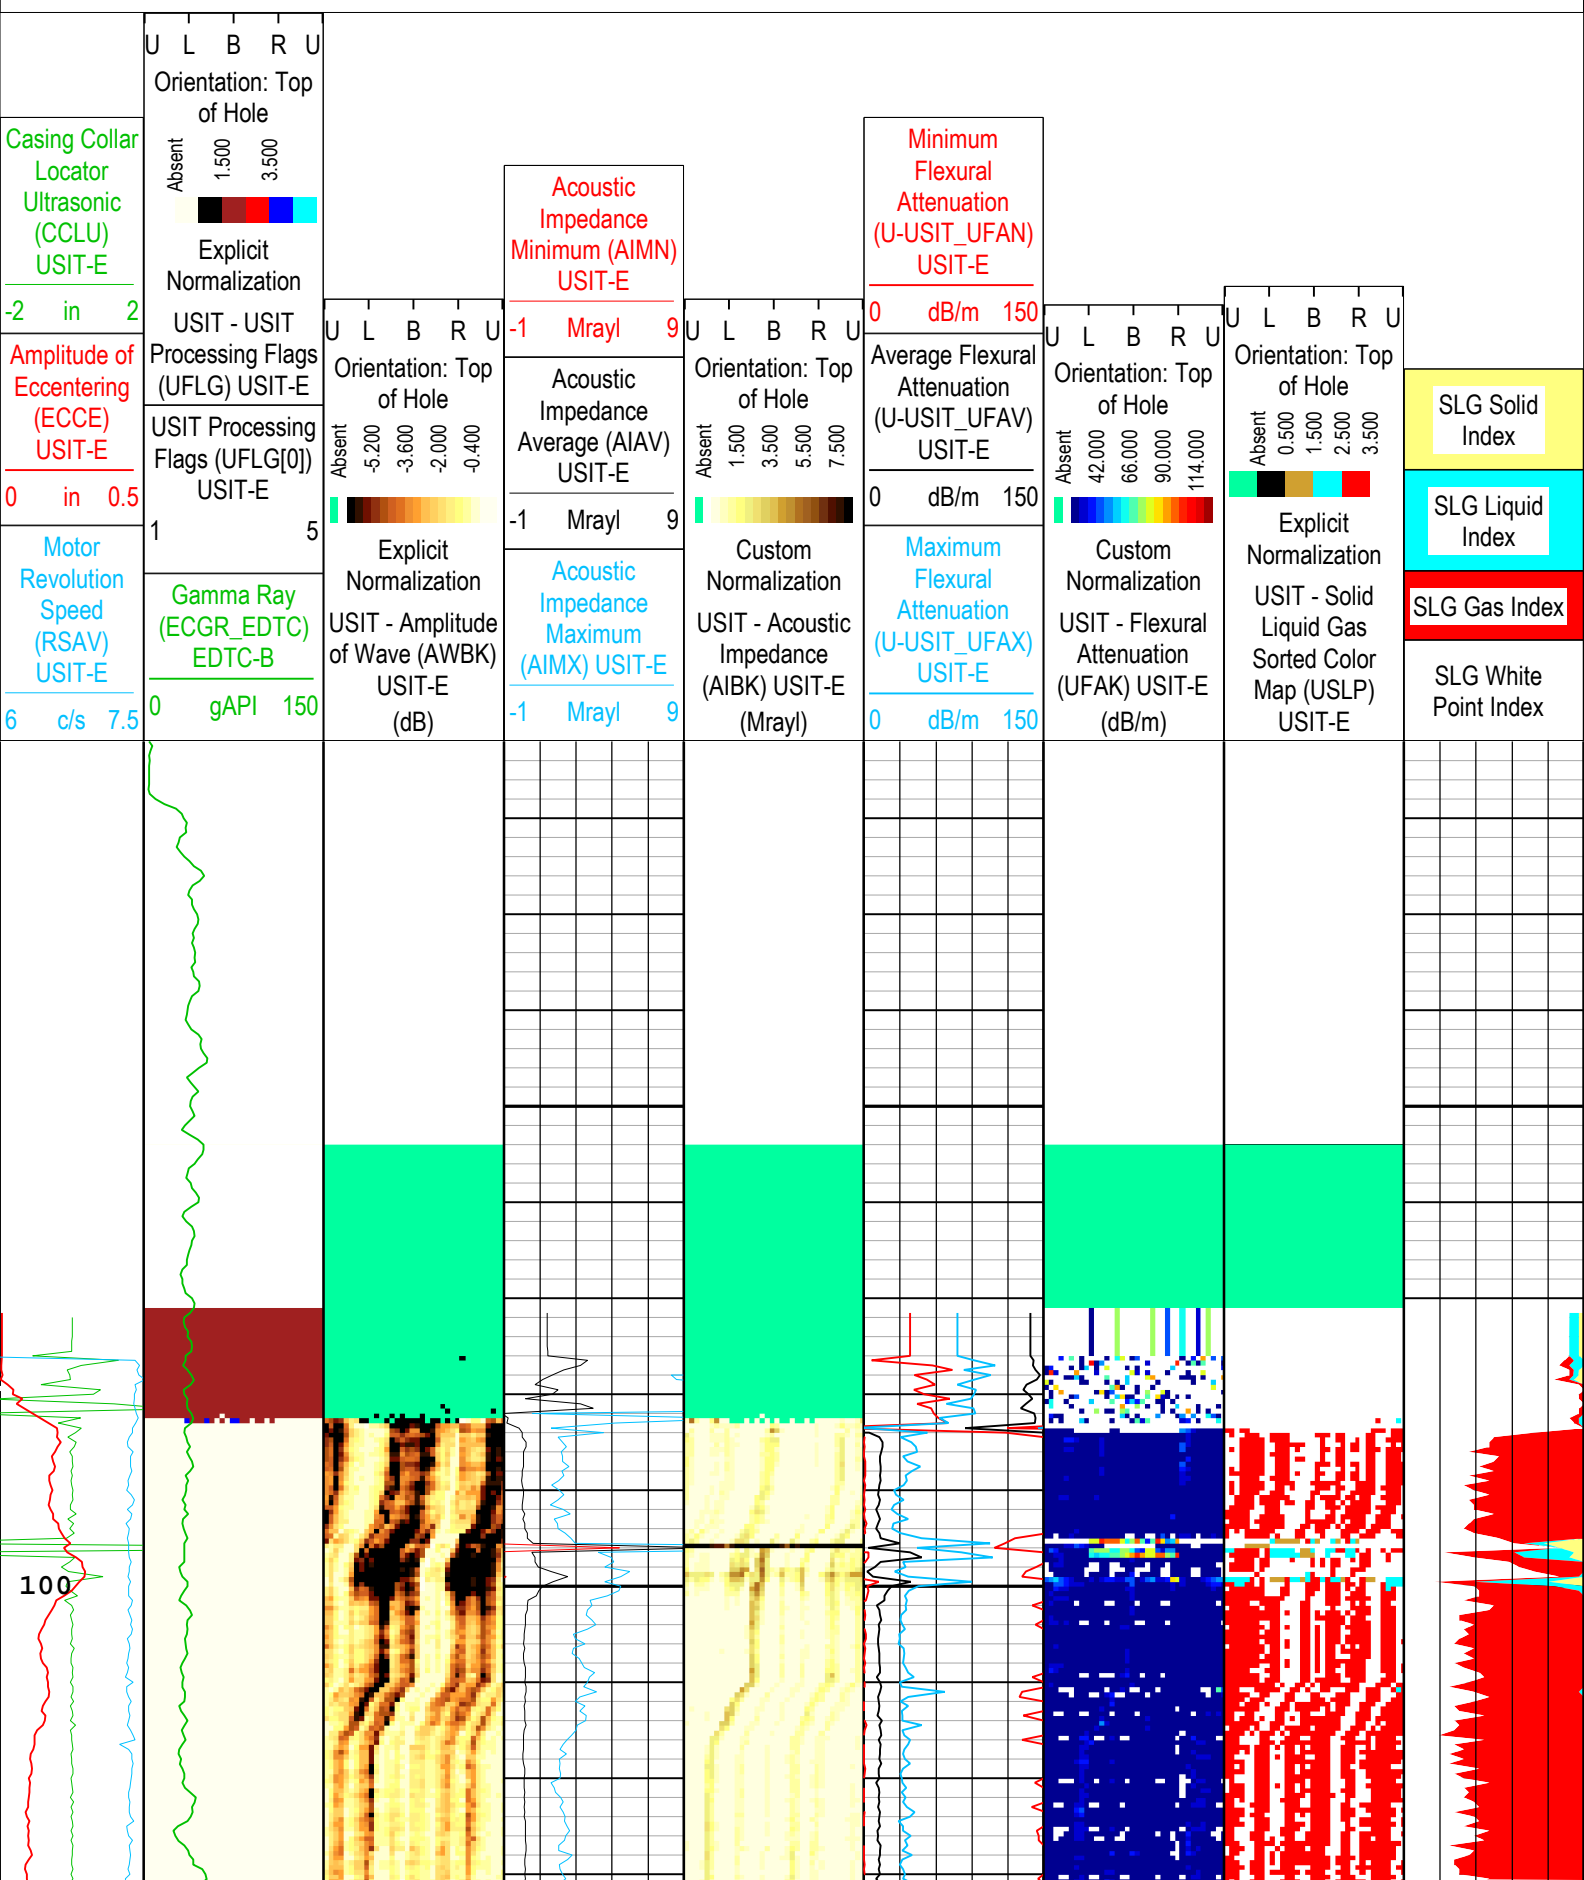 U L B R U
Orientation: Top
of Hole
Absent
1.500
3.500
Explicit
Normalization
USIT - USIT
Processing Flags
(UFLG) USIT-E
USIT Processing
Flags (UFLG[0])
USIT-E
1 5
Gamma Ray
(ECGR_EDTC)
EDTC-B
0 gAPI 150
Casing Collar
Locator
Ultrasonic
(CCLU)
USIT-E
-2 in 2
Amplitude of
Eccentering
(ECCE)
USIT-E
0 in 0.5
Motor
Revolution
Speed
(RSAV)
USIT-E
6 c/s 7.5
U L B R U
Orientation: Top
of Hole
Absent
-5.200
-3.600
-2.000
-0.400
Explicit
Normalization
USIT - Amplitude
of Wave (AWBK)
USIT-E
(dB)
Acoustic
Impedance
Minimum (AIMN)
USIT-E
-1 Mrayl 9
Acoustic
Impedance
Average (AIAV)
USIT-E
-1 Mrayl 9
Acoustic
Impedance
Maximum
(AIMX) USIT-E
-1 Mrayl 9
U L B R U
Orientation: Top
of Hole
Absent
1.500
3.500
5.500
7.500
Custom
Normalization
USIT - Acoustic
Impedance
(AIBK) USIT-E
(Mrayl)
Minimum
Flexural
Attenuation
(U-USIT_UFAN)
USIT-E
0 dB/m 150
Average Flexural
Attenuation
(U-USIT_UFAV)
USIT-E
0 dB/m 150
Maximum
Flexural
Attenuation
(U-USIT_UFAX)
USIT-E
0 dB/m 150
U L B R U
Orientation: Top
of Hole
Absent
42.000
66.000
90.000
114.000
Custom
Normalization
USIT - Flexural
Attenuation
(UFAK) USIT-E
(dB/m)
U L B R U
Orientation: Top
of Hole
Absent
0.500
1.500
2.500
3.500
Explicit
Normalization
USIT - Solid
Liquid Gas
Sorted Color
Map (USLP)
USIT-E
SLG Solid
Index
SLG Liquid
Index
SLG Gas Index
SLG White
Point Index
100